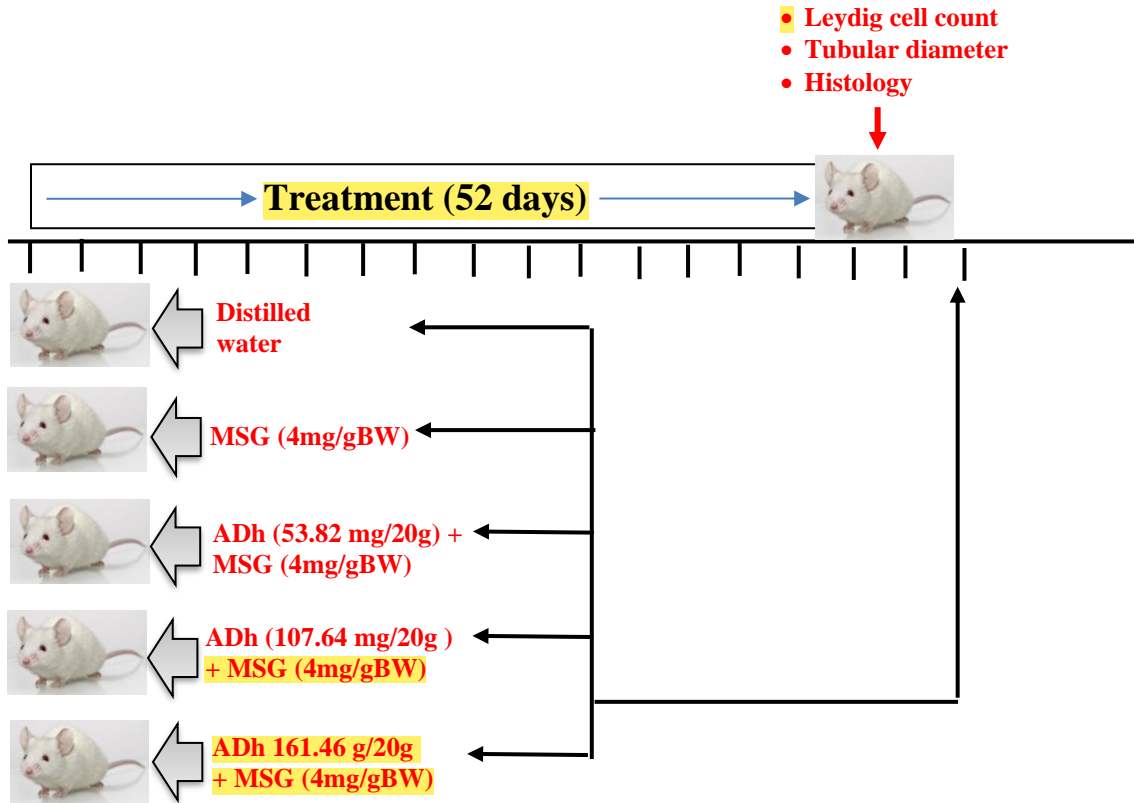 • Leydig cell count
• Tubular diameter
• Histology
Treatment (52 days)
Distilled
water
MSG (4mg/gBW)
ADh (53.82 mg/20g) +
MSG (4mg/gBW)
ADh (107.64 mg/20g )
+ MSG (4mg/gBW)
ADh 161.46 g/20g
+ MSG (4mg/gBW)